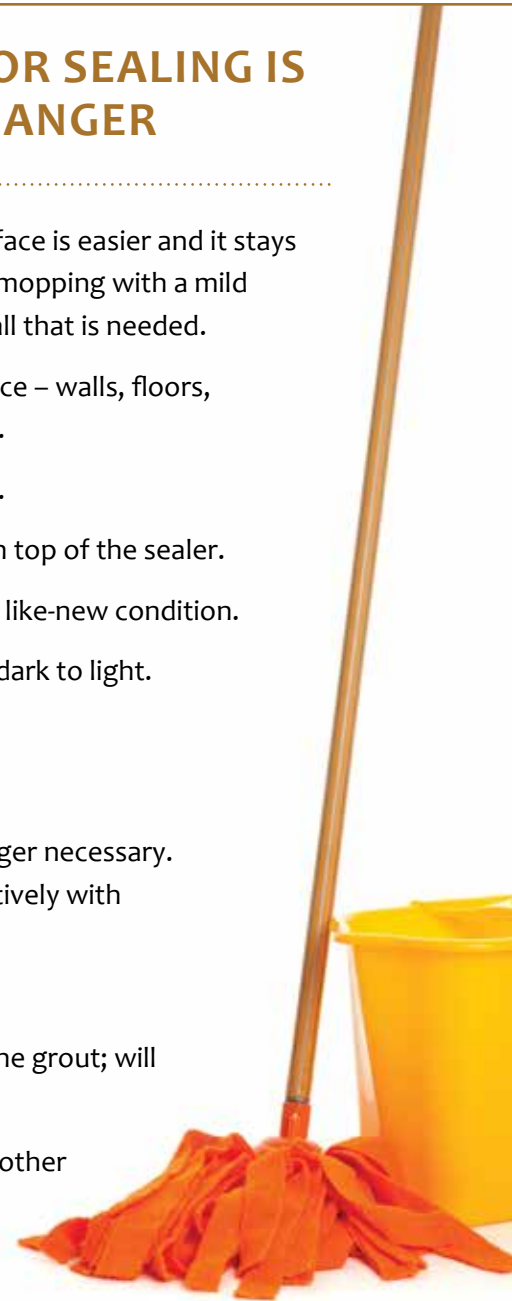 OR SEALING IS
ANGER
face is easier and it stays
mopping with a mild
all that is needed.
ce – walls, floors,
.
.
n top of the sealer.
like-new condition.
dark to light.
ger necessary.
tively with
ne grout; will
other